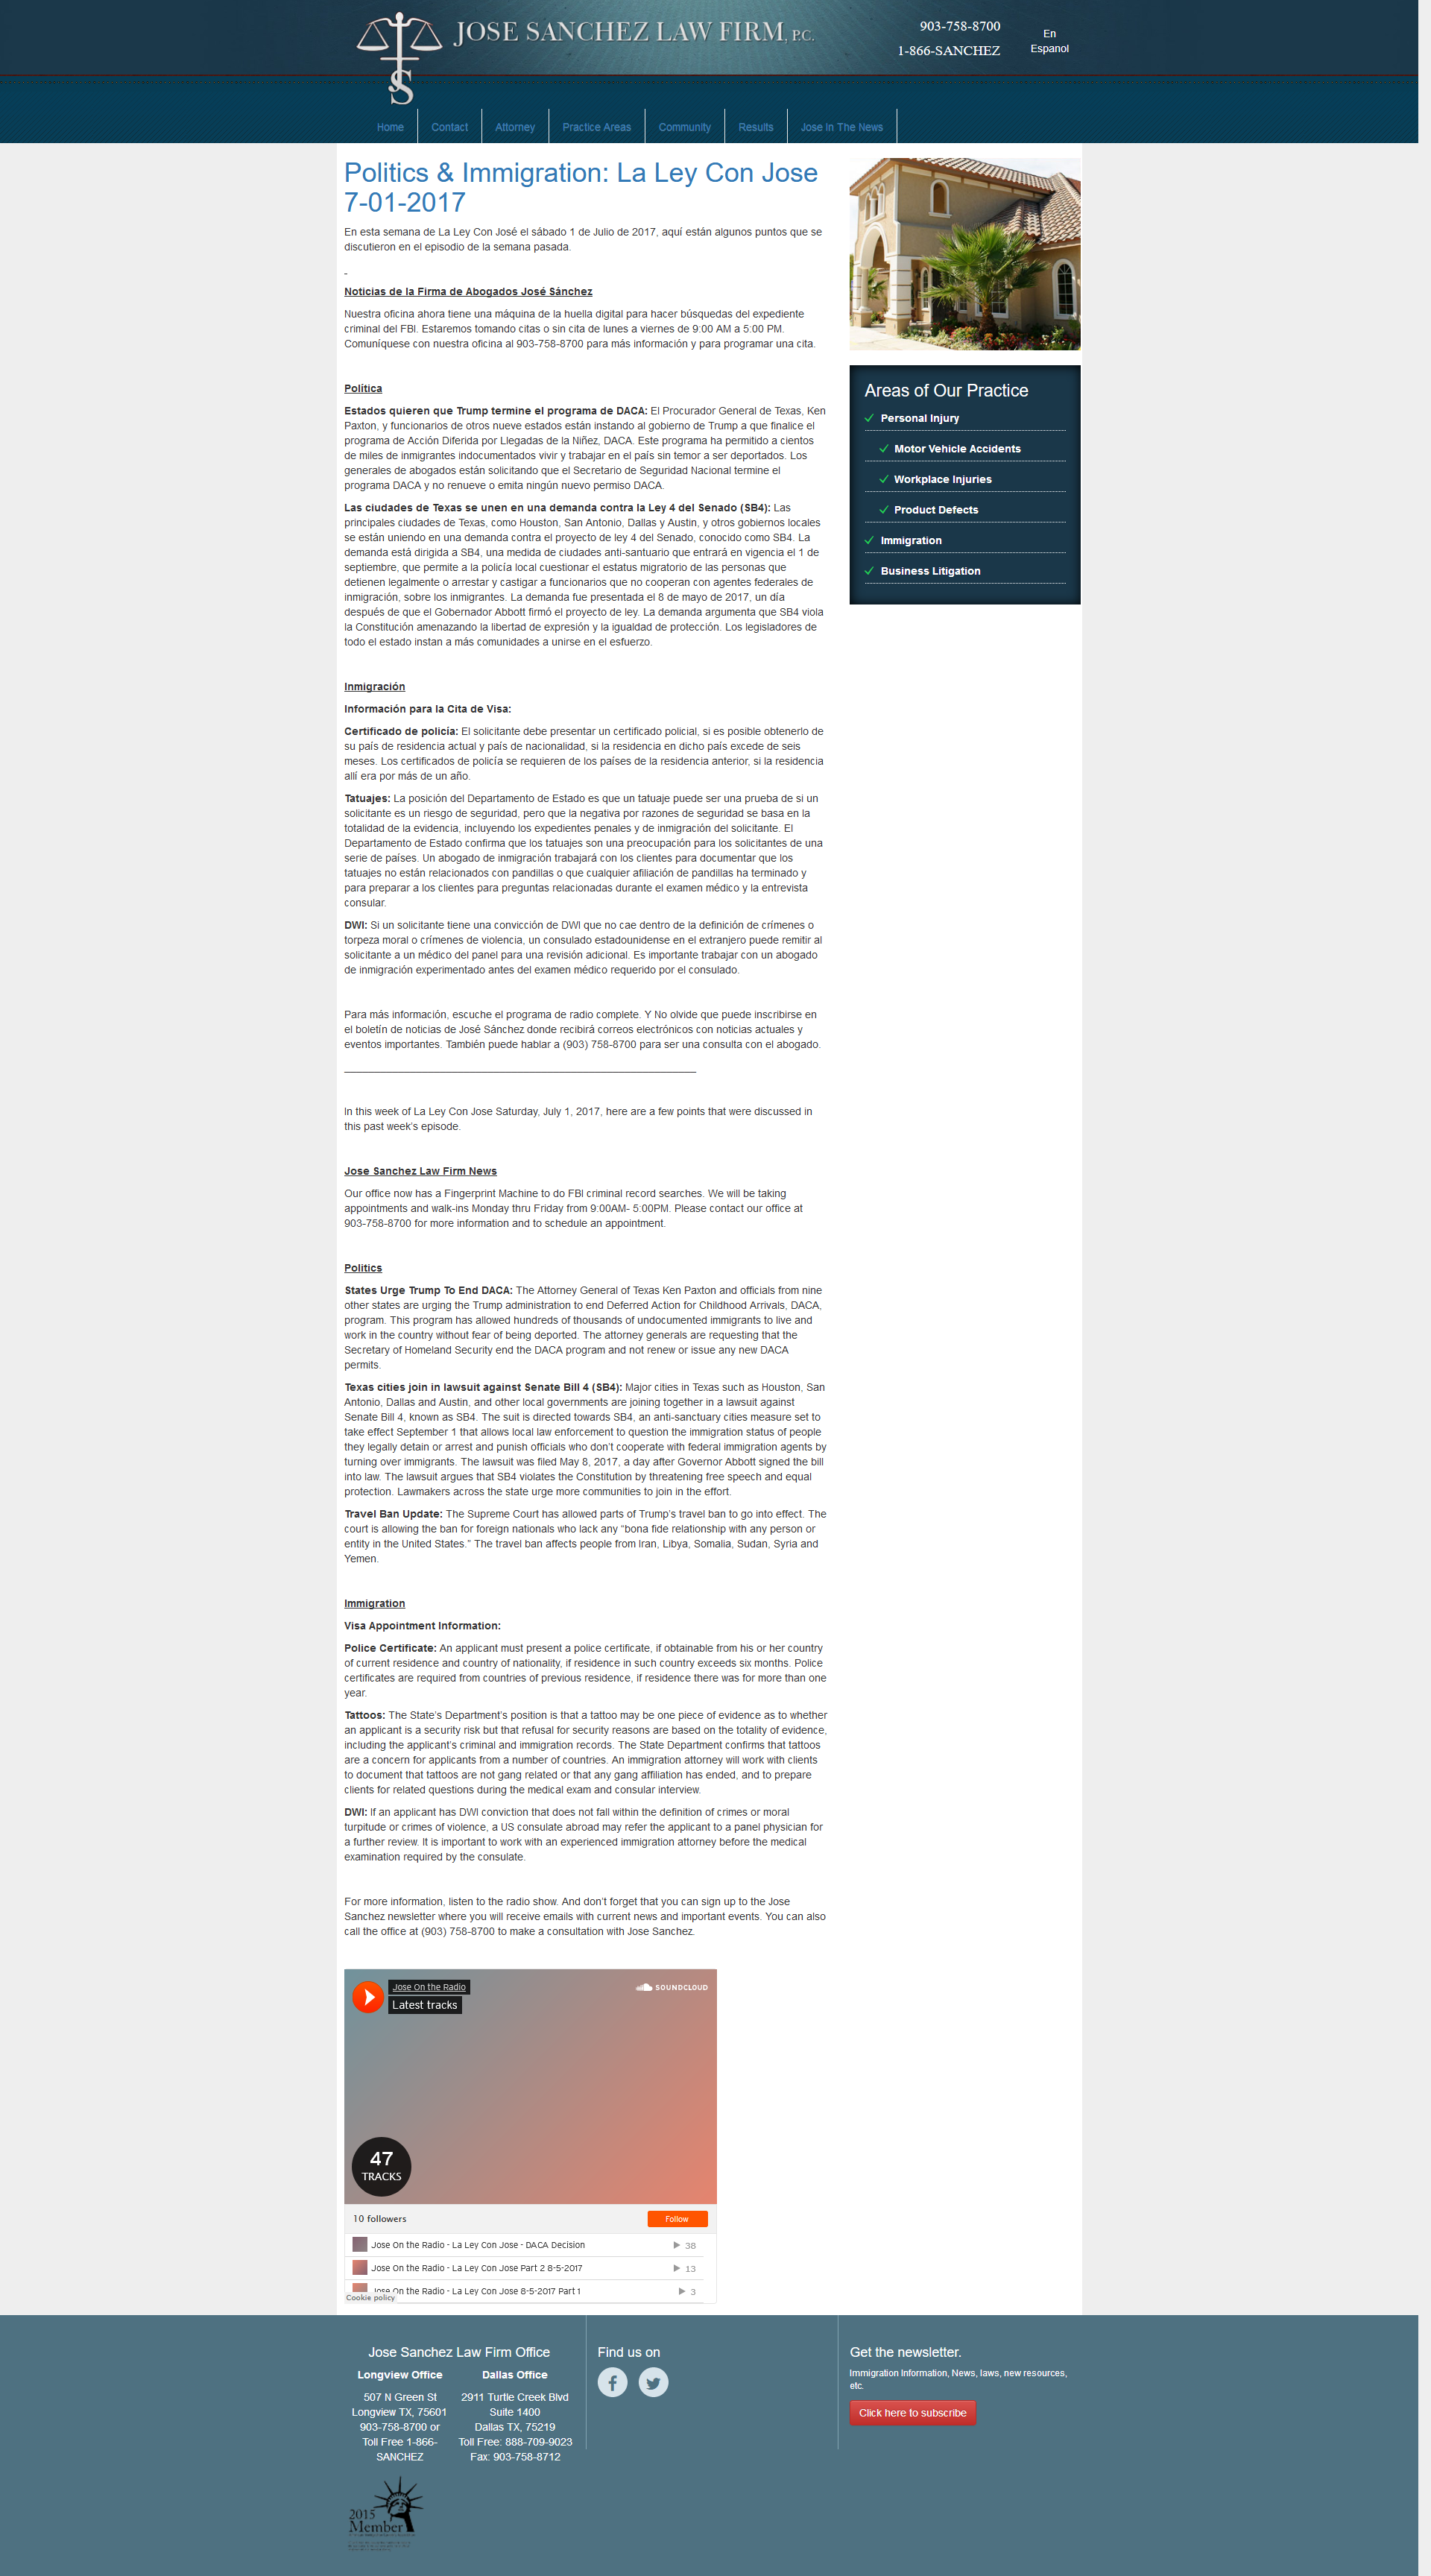 JOSE SANCHEZ LAW FIRM, P.C.
903-758-8700
1-866-SANCHEZ
En
Espanol
JS
Home
Contact
Attorney
Practice Areas
Community
Results
Jose In The News
Politics & Immigration: La Ley Con Jose
7-01-2017
En esta semana de La Ley Con José el sábado 1 de Julio de 2017, aquí están algunos puntos que se
discutieron en el episodio de la semana pasada.
Noticias de la Firma de Abogados José Sánchez
Nuestra oficina ahora tiene una máquina de la huella digital para hacer búsquedas del expediente
criminal del FBI. Estaremos tomando citas o sin cita de lunes a viernes de 9:00 AM a 5:00 PM.
Comuníquese con nuestra oficina al 903-758-8700 para más información y para programar una cita.
Política
Estados quieren que Trump termine el programa de DACA: El Procurador General de Texas, Ken
Paxton, y funcionarios de otros nueve estados están instando al gobierno de Trump a que finalice el
programa de Acción Diferida por Llegadas de la Niñez, DACA. Este programa ha permitido a cientos
de miles de inmigrantes indocumentados vivir y trabajar en el país sin temor a ser deportados. Los
generales de abogados están solicitando que el Secretario de Seguridad Nacional termine el
programa DACA y no renueve o emita ningún nuevo permiso DACA.
Las ciudades de Texas se unen en una demanda contra la Ley 4 del Senado (SB4): Las
principales ciudades de Texas, como Houston, San Antonio, Dallas y Austin, y otros gobiernos locales
se están uniendo en una demanda contra el proyecto de ley 4 del Senado, conocido como SB4. La
demanda está dirigida a SB4, una medida de ciudades anti-santuario que entrará en vigencia el 1 de
septiembre, que permite a la policía local cuestionar el estatus migratorio de las personas que
detienen legalmente o arrestar y castigar a funcionarios que no cooperan con agentes federales de
inmigración, sobre los inmigrantes. La demanda fue presentada el 8 de mayo de 2017, un día
después de que el Gobernador Abbott firmó el proyecto de ley. La demanda argumenta que SB4 viola
la Constitución amenazando la libertad de expresión y la igualdad de protección. Los legisladores de
todo el estado instan a más comunidades a unirse en el esfuerzo.
Inmigración
Información para la Cita de Visa:
Certificado de policía: El solicitante debe presentar un certificado policial, si es posible obtenerlo de
su país de residencia actual y país de nacionalidad, si la residencia en dicho país excede de seis
meses. Los certificados de policía se requieren de los países de la residencia anterior, si la residencia
allí era por más de un año.
Tatuajes: La posición del Departamento de Estado es que un tatuaje puede ser una prueba de si un
solicitante es un riesgo de seguridad, pero que la negativa por razones de seguridad se basa en la
totalidad de la evidencia, incluyendo los expedientes penales y de inmigración del solicitante. El
Departamento de Estado confirma que los tatuajes son una preocupación para los solicitantes de una
serie de países. Un abogado de inmigración trabajará con los clientes para documentar que los
tatuajes no están relacionados con pandillas o que cualquier afiliación de pandillas ha terminado y
para preparar a los clientes para preguntas relacionadas durante el examen médico y la entrevista
consular.
DWI: Si un solicitante tiene una convicción de DWI que no cae dentro de la definición de crímenes o
torpeza moral o crímenes de violencia, un consulado estadounidense en el extranjero puede remitir al
solicitante a un médico del panel para una revisión adicional. Es importante trabajar con un abogado
de inmigración experimentado antes del examen médico requerido por el consulado.
Para más información, escuche el programa de radio complete. Y No olvide que puede inscribirse en
el boletín de noticias de José Sánchez donde recibirá correos electrónicos con noticias actuales y
eventos importantes. También puede hablar a (903) 758-8700 para ser una consulta con el abogado.
In this week of La Ley Con Jose Saturday, July 1, 2017, here are a few points that were discussed in
this past week's episode.
Jose Sanchez Law Firm News
Our office now has a Fingerprint Machine to do FBI criminal record searches. We will be taking
appointments and walk-ins Monday thru Friday from 9:00AM- 5:00PM. Please contact our office at
903-758-8700 for more information and to schedule an appointment.
Politics
States Urge Trump To End DACA: The Attorney General of Texas Ken Paxton and officials from nine
other states are urging the Trump administration to end Deferred Action for Childhood Arrivals, DACA,
program. This program has allowed hundreds of thousands of undocumented immigrants to live and
work in the country without fear of being deported. The attorney generals are requesting that the
Secretary of Homeland Security end the DACA program and not renew or issue any new DACA
permits.
Texas cities join in lawsuit against Senate Bill 4 (SB4): Major cities in Texas such as Houston, San
Antonio, Dallas and Austin, and other local governments are joining together in a lawsuit against
Senate Bill 4, known as SB4. The suit is directed towards SB4, an anti-sanctuary cities measure set to
take effect September 1 that allows local law enforcement to question the immigration status of people
they legally detain or arrest and punish officials who don't cooperate with federal immigration agents by
turning over immigrants. The lawsuit was filed May 8, 2017, a day after Governor Abbott signed the bill
into law. The lawsuit argues that SB4 violates the Constitution by threatening free speech and equal
protection. Lawmakers across the state urge more communities to join in the effort.
Travel Ban Update: The Supreme Court has allowed parts of Trump's travel ban to go into effect. The
court is allowing the ban for foreign nationals who lack any "bona fide relationship with any person or
entity in the United States." The travel ban affects people from Iran, Libya, Somalia, Sudan, Syria and
Yemen.
Immigration
Visa Appointment Information:
Police Certificate: An applicant must present a police certificate, if obtainable from his or her country
of current residence and country of nationality, if residence in such country exceeds six months. Police
certificates are required from countries of previous residence, if residence there was for more than one
year.
Tattoos: The State's Department's position is that a tattoo may be one piece of evidence as to whether
an applicant is a security risk but that refusal for security reasons are based on the totality of evidence,
including the applicant's criminal and immigration records. The State Department confirms that tattoos
are a concern for applicants from a number of countries. An immigration attorney will work with clients
to document that tattoos are not gang related or that any gang affiliation has ended, and to prepare
clients for related questions during the medical exam and consular interview.
DWI: If an applicant has DWI conviction that does not fall within the definition of crimes or moral
turpitude or crimes of violence, a US consulate abroad may refer the applicant to a panel physician for
a further review. It is important to work with an experienced immigration attorney before the medical
examination required by the consulate.
For more information, listen to the radio show. And don't forget that you can sign up to the Jose
Sanchez newsletter where you will receive emails with current news and important events. You can also
call the office at (903) 758-8700 to make a consultation with Jose Sanchez.
Jose On the Radio
Latest tracks
SOUNDCLOUD
47
TRACKS
10 followers
Follow
Jose On the Radio - La Ley Con Jose - DACA Decision
38
Jose On the Radio - La Ley Con Jose Part 2 8-5-2017
13
Jose On the Radio - La Ley Con Jose 8-5-2017 Part 1
3
Cookie policy
Areas of Our Practice
Personal Injury
Motor Vehicle Accidents
Workplace Injuries
Product Defects
Immigration
Business Litigation
Jose Sanchez Law Firm Office
Longview Office
507 N Green St
Longview TX, 75601
903-758-8700 or
Toll Free 1-866-
SANCHEZ
Dallas Office
2911 Turtle Creek Blvd
Suite 1400
Dallas TX, 75219
Toll Free: 888-709-9023
Fax: 903-758-8712
2015
Member
Find us on
Get the newsletter.
Immigration Information, News, laws, new resources,
etc.
Click here to subscribe